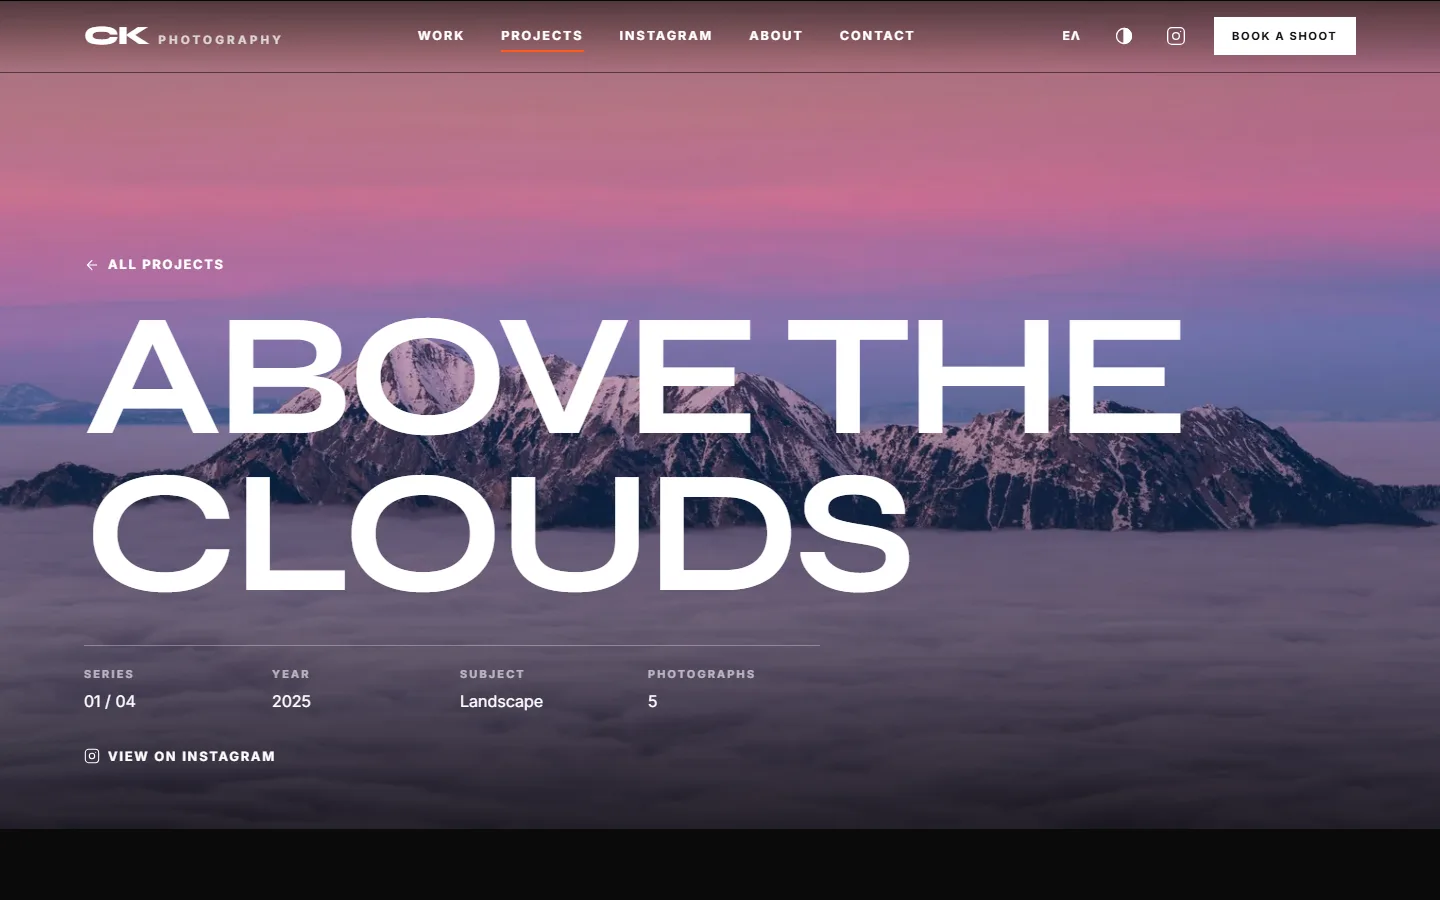 CK PHOTOGRAPHY
WORK PROJECTS INSTAGRAM ABOUT CONTACT
ΕΛ
BOOK A SHOOT
← ALL PROJECTS
ABOVE THE
CLOUDS
SERIES YEAR SUBJECT PHOTOGRAPHS
01 / 04 2025 Landscape 5
VIEW ON INSTAGRAM